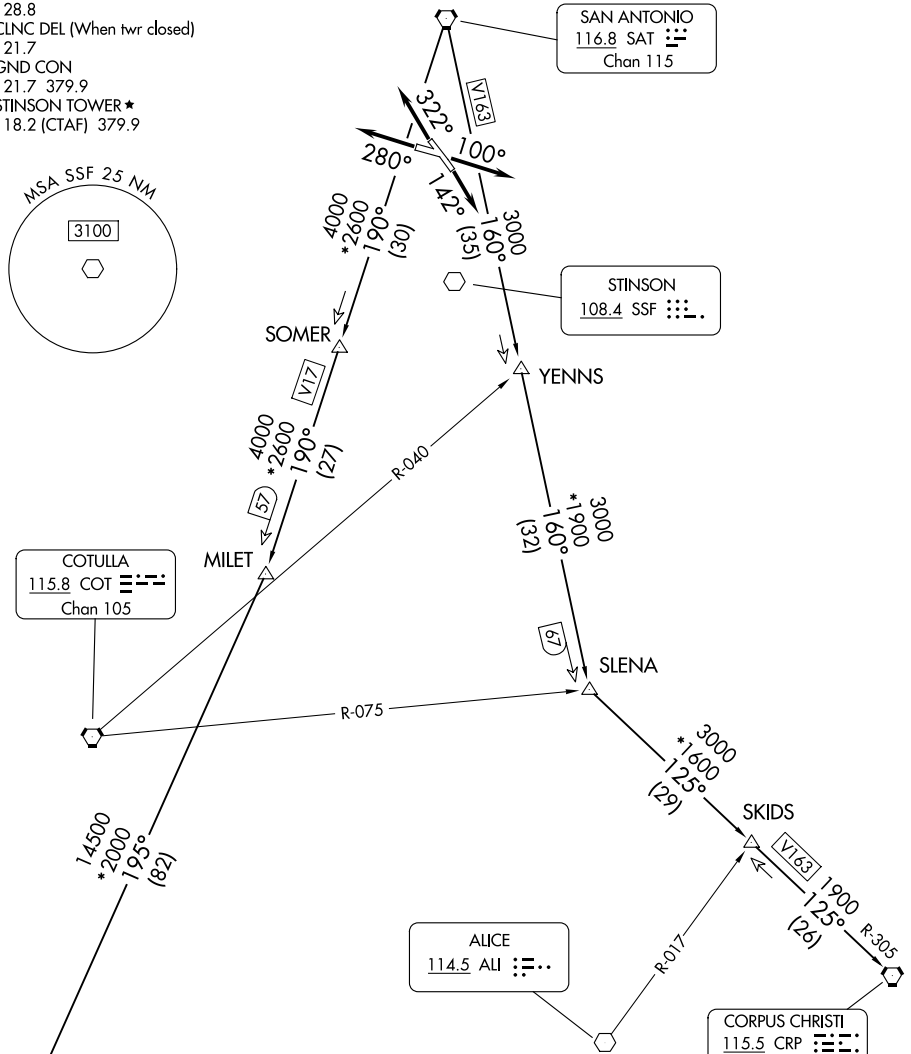 28.8
CLNC DEL (When twr closed)
21.7
GND CON
21.7 379.9
STINSON TOWER★
18.2 (CTAF) 379.9
SAN ANTONIO
116.8 SAT
Chan 115
V163
322°
100°
280°
142°
MSA SSF 25 NM
3100
4000
*2600
190°
(30)
3000
160°
(35)
STINSON
108.4 SSF
SOMER
YENNS
V17
4000
*2600
190°
(27)
R-040
57
MILET
3000
*1900
160°
(32)
COTULLA
115.8 COT
Chan 105
67
SLENA
R-075
3000
*1600
125°
(29)
SKIDS
14500
*2000
195°
(82)
V163
1900
125°
(26)
R-305
ALICE
114.5 ALI
R-017
CORPUS CHRISTI
115.5 CRP